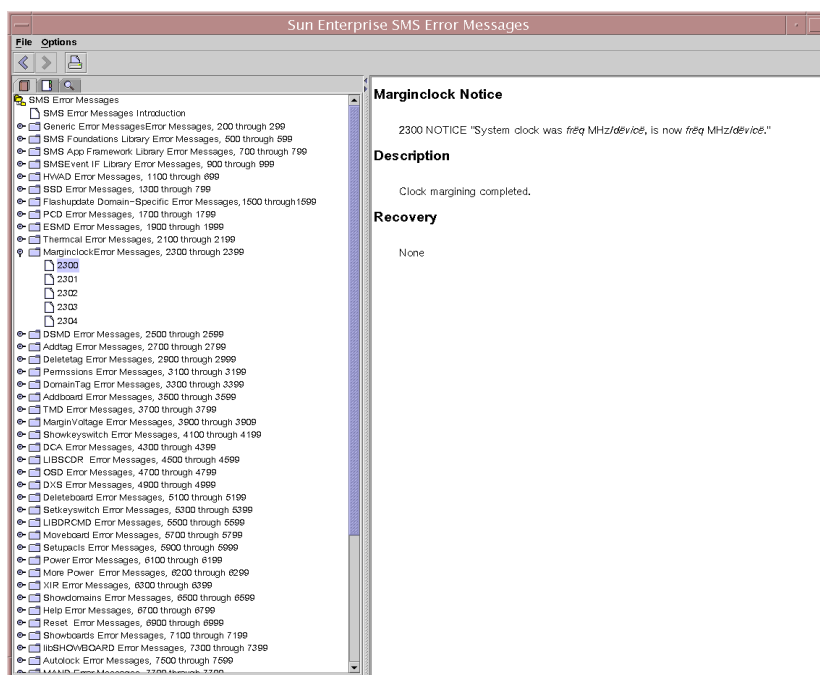 Sun Enterprise SMS Error Messages
File Options
SMS Error Messages
SMS Error Messages Introduction
Generic Error MessagesError Messages, 200 through 299
SMS Foundations Library Error Messages, 500 through 599
SMS App Framework Library Error Messages, 700 through 799
SMSEvent IF Library Error Messages, 900 through 999
HWAD Error Messages, 1100 through 699
SSD Error Messages, 1300 through 799
Flashupdate Domain-Specific Error Messages, 1500 through1599
PCD Error Messages, 1700 through 1799
ESMD Error Messages, 1900 through 1999
Themcal Error Messages, 2100 through 2199
MarginclockError Messages, 2300 through 2399
2300
2301
2302
2303
2304
DSMD Error Messages, 2500 through 2599
Addtag Error Messages, 2700 through 2799
Deletetag Error Messages, 2900 through 2999
Permssions Error Messages, 3100 through 3199
DomainTag Error Messages, 3300 through 3399
Addboard Error Messages, 3500 through 3599
TMD Error Messages, 3700 through 3799
MarginVoltage Error Messages, 3900 through 3909
Showkeyswitch Error Messages, 4100 through 4199
DCA Error Messages, 4300 through 4399
LIBSCDR Error Messages, 4500 through 4599
OSD Error Messages, 4700 through 4799
DXS Error Messages, 4900 through 4999
Deleteboard Error Messages, 5100 through 5199
Setkeyswitch Error Messages, 5300 through 5399
LIBDRCMD Error Messages, 5500 through 5599
Moveboard Error Messages, 5700 through 5799
Setupacls Error Messages, 5900 through 5999
Power Error Messages, 6100 through 6199
More Power Error Messages, 6200 through 6299
XIR Error Messages, 6300 through 6399
Showdomains Error Messages, 6500 through 6599
Help Error Messages, 6700 through 6799
Reset Error Messages, 6900 through 6999
Showboards Error Messages, 7100 through 7199
libSHOWBOARD Error Messages, 7300 through 7399
Autolock Error Messages, 7500 through 7599
MAND Error Messages, 7700 through 7799
Marginclock Notice
2300 NOTICE "System clock was frëq MHz/dëvicë, is now frëq MHz/dëvicë."
Description
Clock margining completed.
Recovery
None